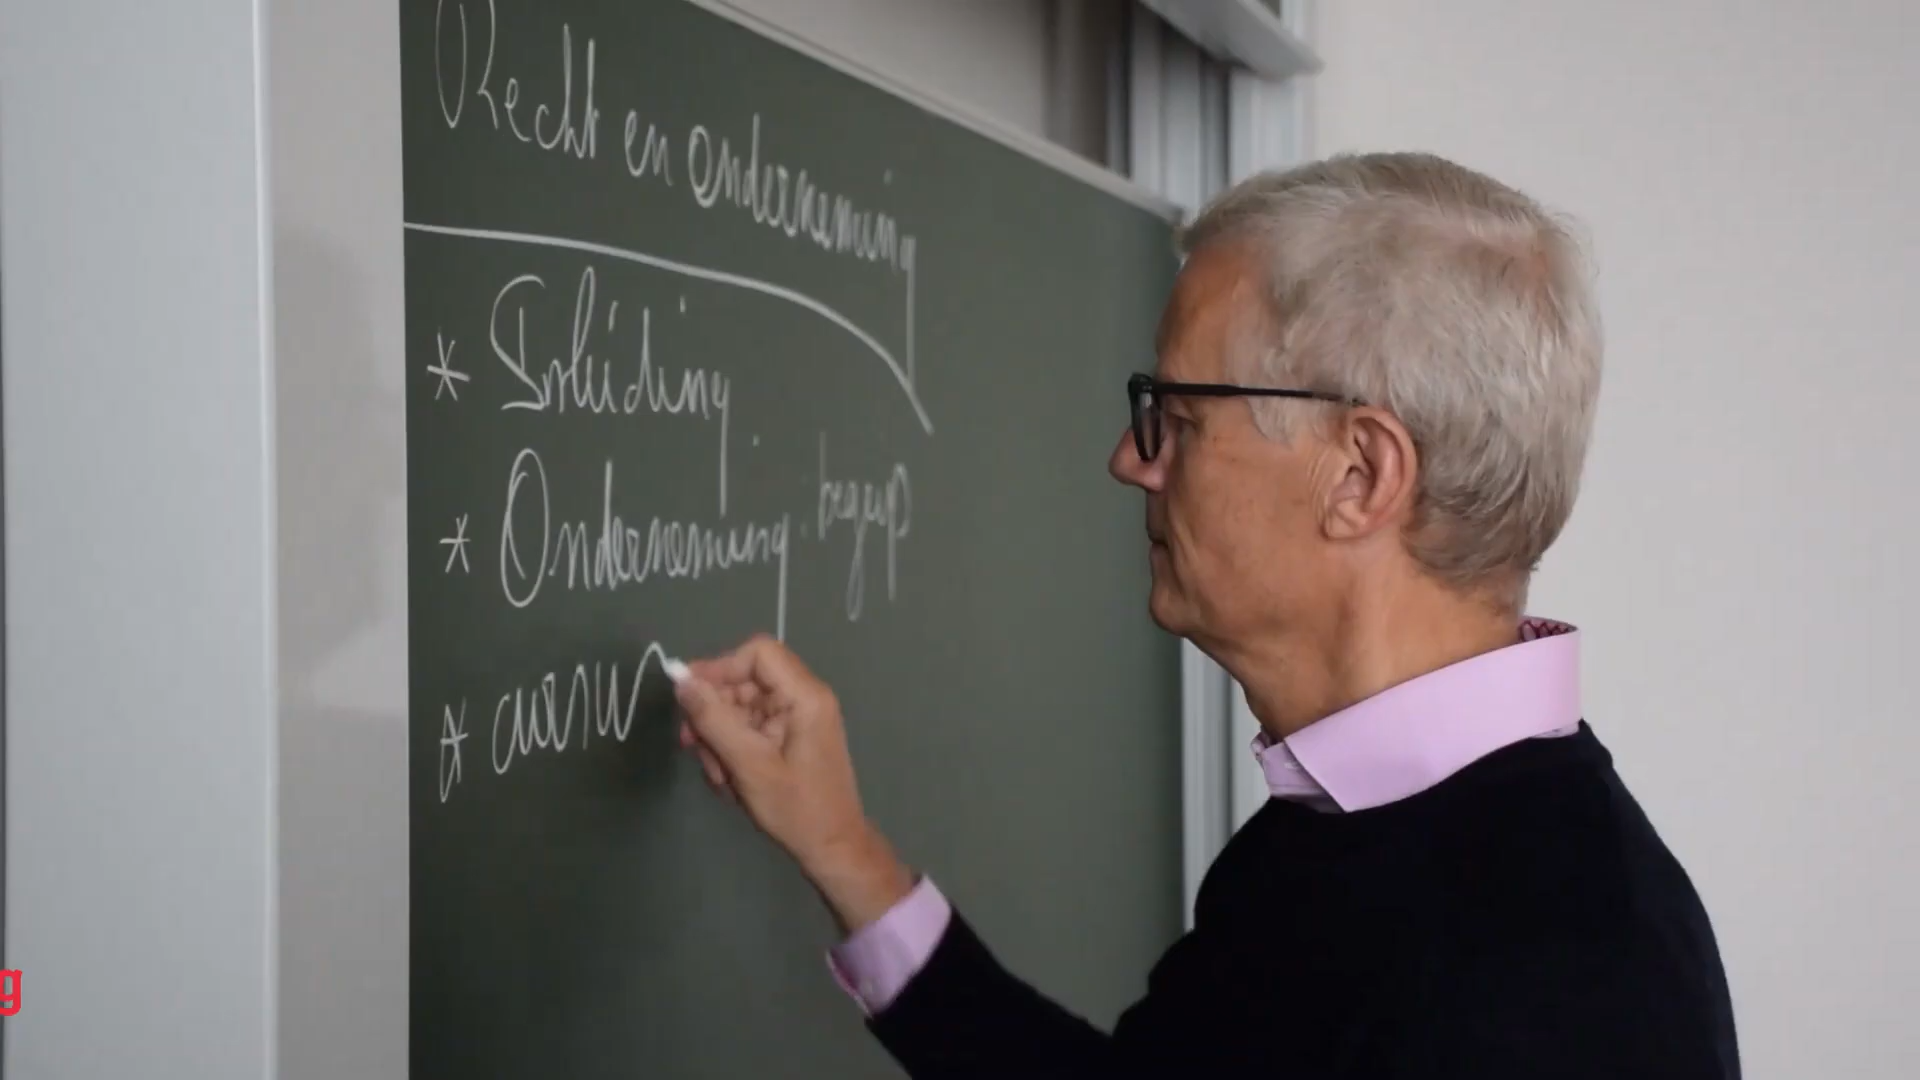 Recht en onderneming
* Inleiding
* Onderneming: begrip
*
g